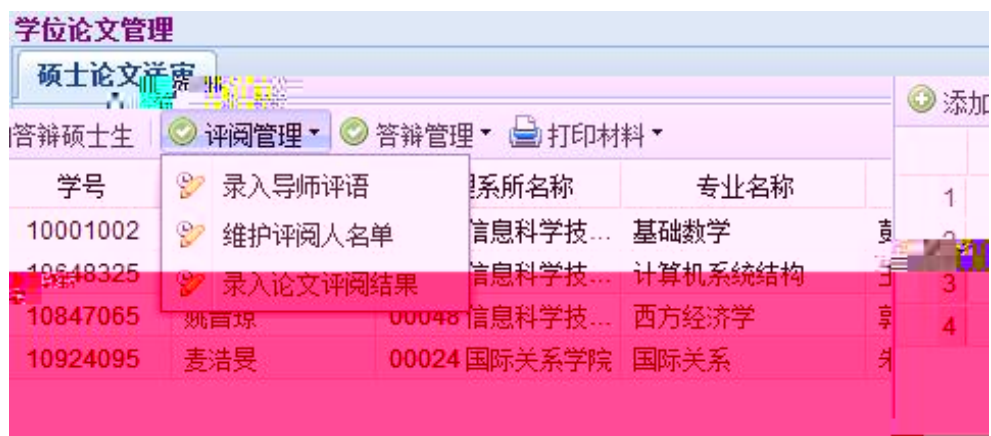 学位论文管理
硕士论文送审
添加
答辩硕士生 评阅管理 答辩管理 打印材料
学号 录入导师评语 系所名称 专业名称
1
10001002 维护评阅人名单 信息科学技... 基础数学
10648325 录入论文评阅结果 信息科学技... 计算机系统结构
3
10847065 00048 信息科学技... 西方经济学
4
10924095 麦浩旻 00024 国际关系学院 国际关系